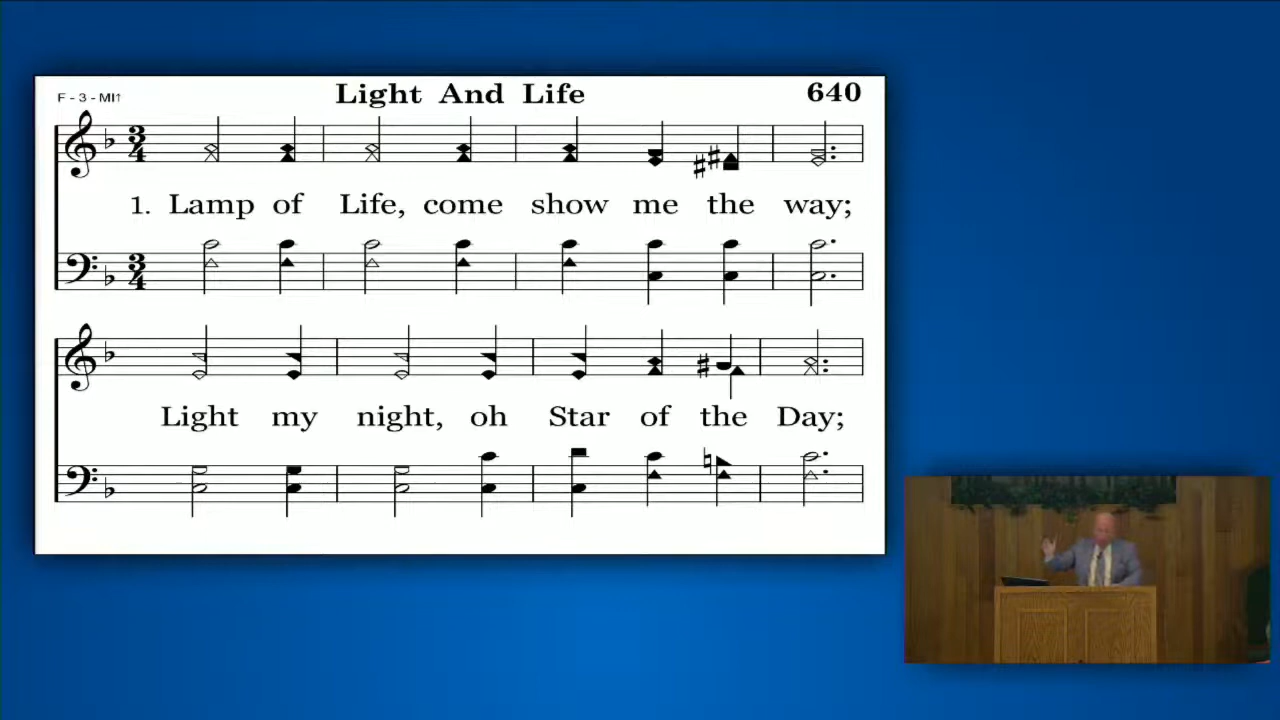 F - 3 - MI↑
Light And Life
640
1. Lamp of Life, come show me the way;
Light my night, oh Star of the Day;